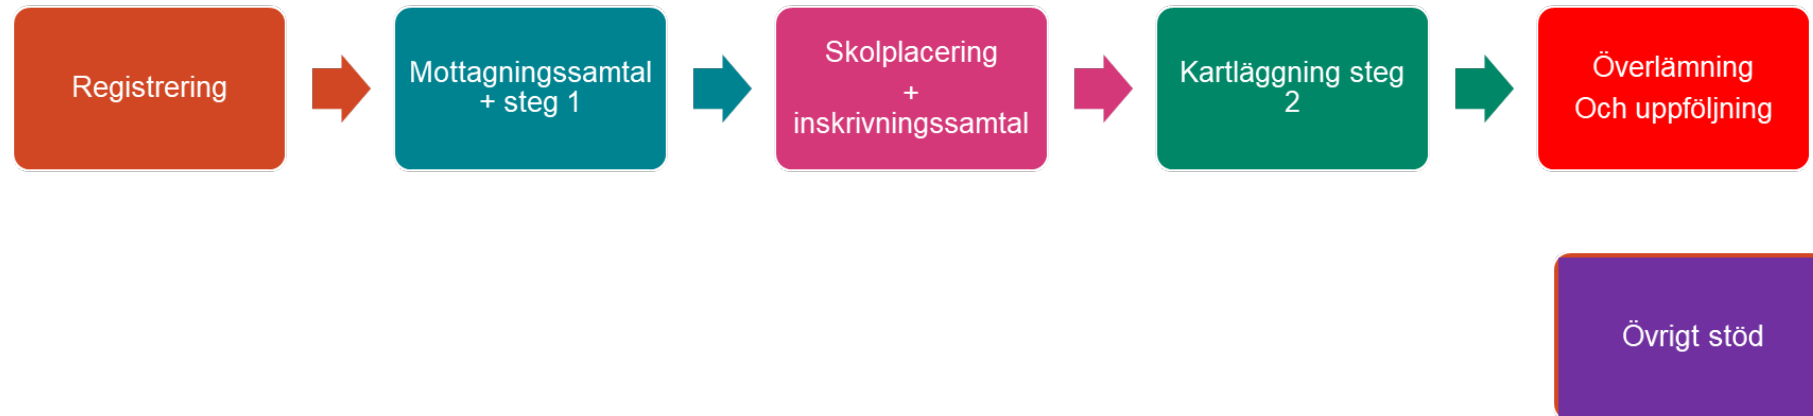 Registrering
Mottagningssamtal
+ steg 1
Skolplacering
+
inskrivningssamtal
Kartläggning steg
2
Överlämning
Och uppföljning
Övrigt stöd